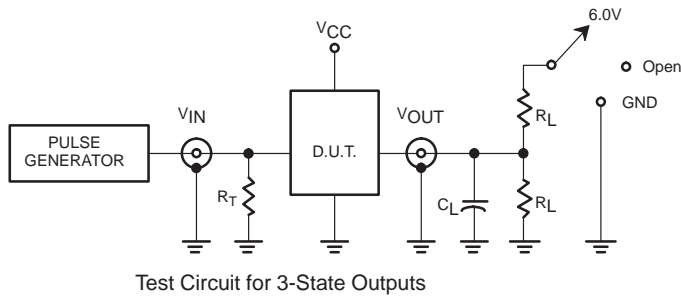 6.0V
VCC
Open
VIN
VOUT
RL
GND
PULSE
GENERATOR
D.U.T.
RT
CL
RL
Test Circuit for 3-State Outputs